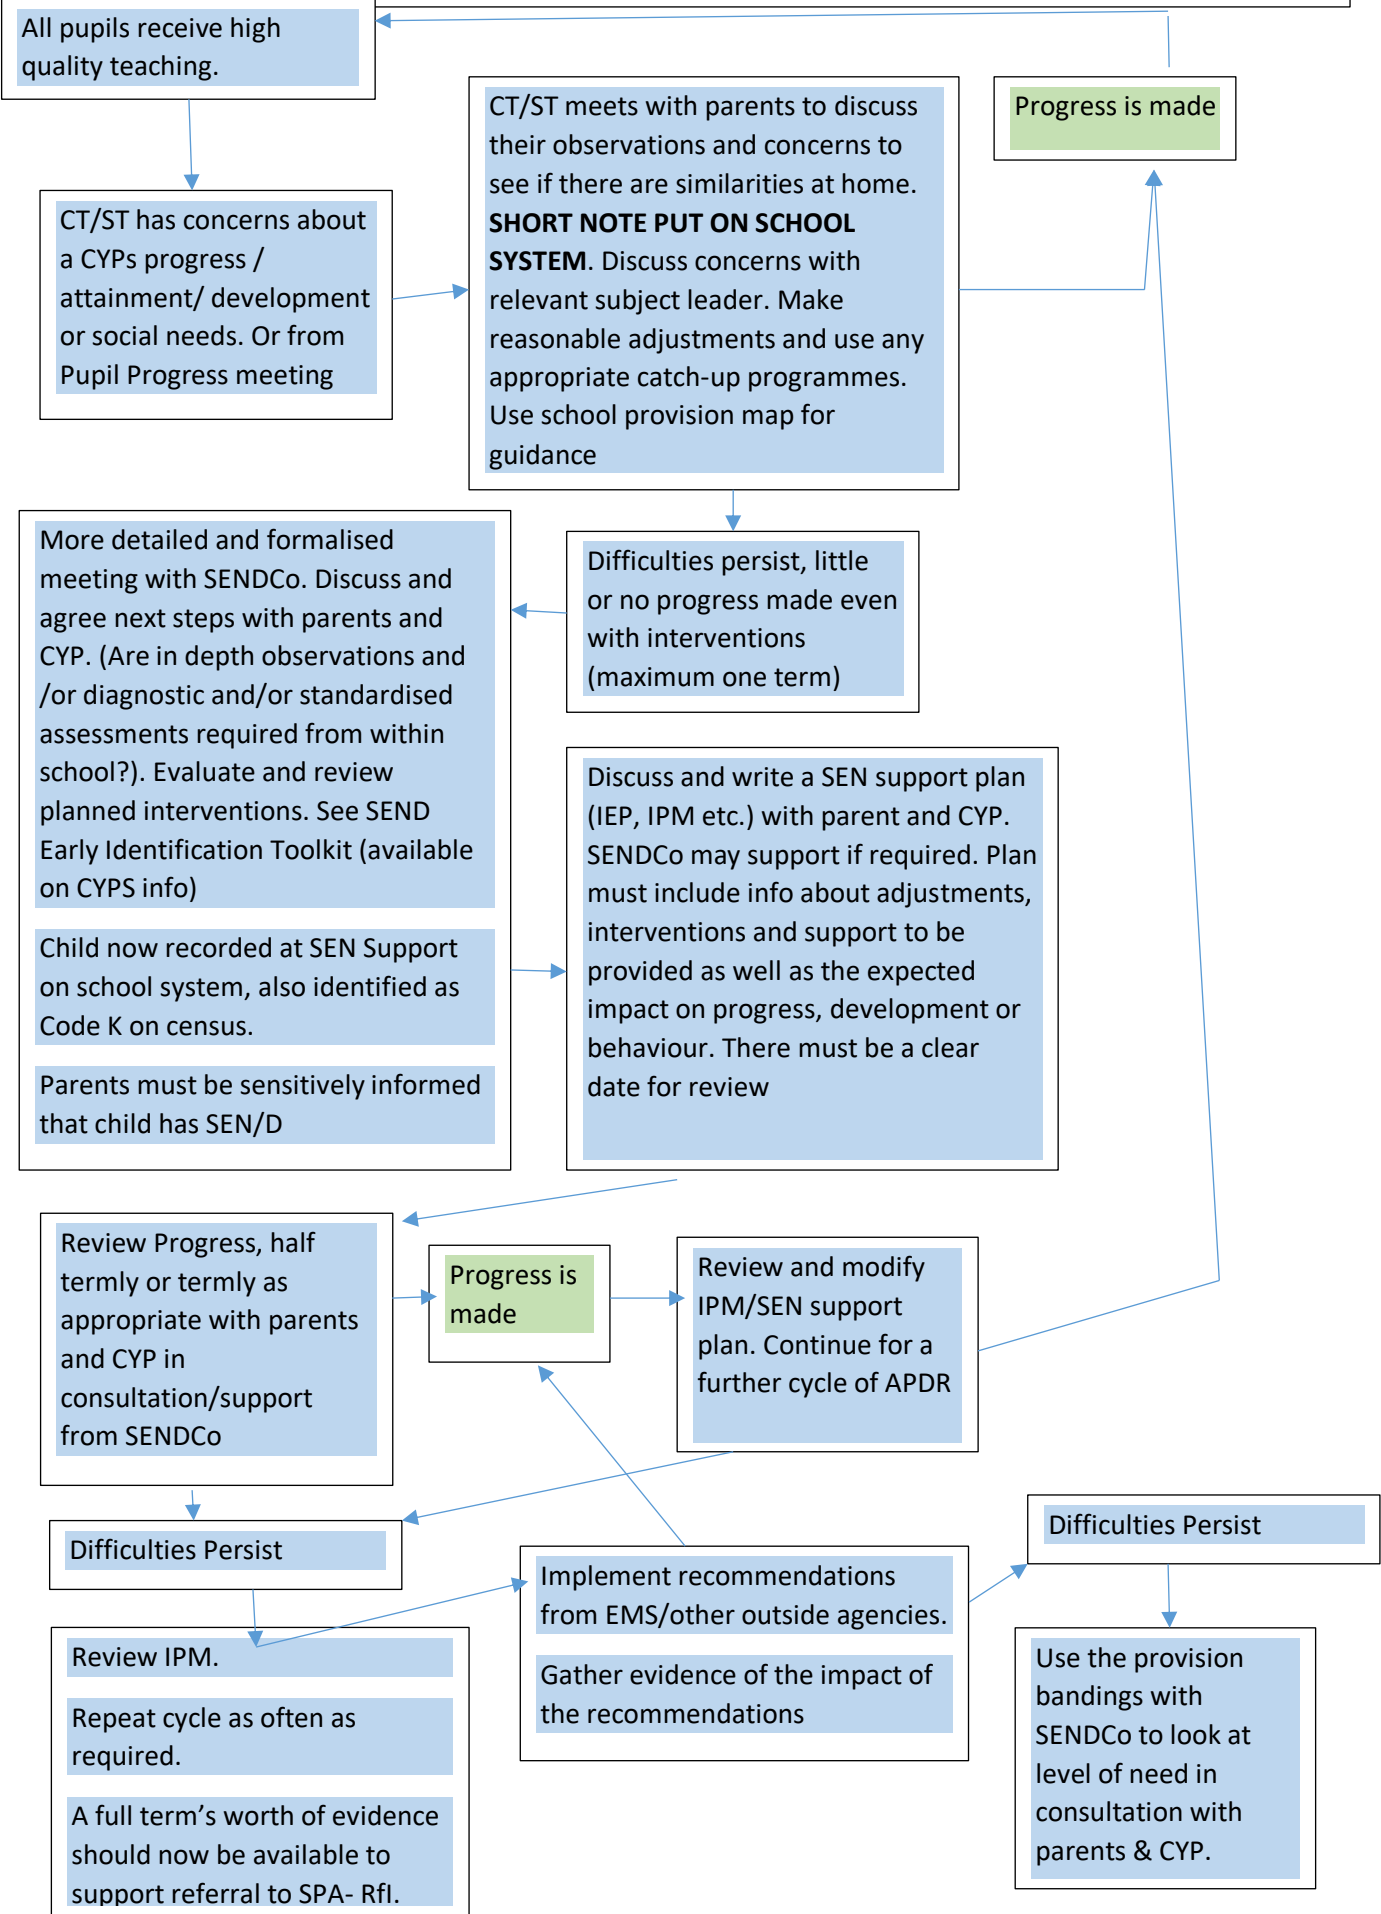 All pupils receive high
quality teaching.
Progress is made
CT/ST has concerns about
a CYPs progress /
attainment/ development
or social needs. Or from
Pupil Progress meeting
CT/ST meets with parents to discuss
their observations and concerns to
see if there are similarities at home.
SHORT NOTE PUT ON SCHOOL
SYSTEM. Discuss concerns with
relevant subject leader. Make
reasonable adjustments and use any
appropriate catch-up programmes.
Use school provision map for
guidance
Difficulties persist, little
or no progress made even
with interventions
(maximum one term)
More detailed and formalised
meeting with SENDCo. Discuss and
agree next steps with parents and
CYP. (Are in depth observations and
/or diagnostic and/or standardised
assessments required from within
school?). Evaluate and review
planned interventions. See SEND
Early Identification Toolkit (available
on CYPS info)
Child now recorded at SEN Support
on school system, also identified as
Code K on census.
Parents must be sensitively informed
that child has SEN/D
Discuss and write a SEN support plan
(IEP, IPM etc.) with parent and CYP.
SENDCo may support if required. Plan
must include info about adjustments,
interventions and support to be
provided as well as the expected
impact on progress, development or
behaviour. There must be a clear
date for review
Review Progress, half
termly or termly as
appropriate with parents
and CYP in
consultation/support
from SENDCo
Progress is
made
Review and modify
IPM/SEN support
plan. Continue for a
further cycle of APDR
Difficulties Persist
Review IPM.
Repeat cycle as often as
required.
A full term’s worth of evidence
should now be available to
support referral to SPA- RfI.
Implement recommendations
from EMS/other outside agencies.
Gather evidence of the impact of
the recommendations
Difficulties Persist
Use the provision
bandings with
SENDCo to look at
level of need in
consultation with
parents & CYP.